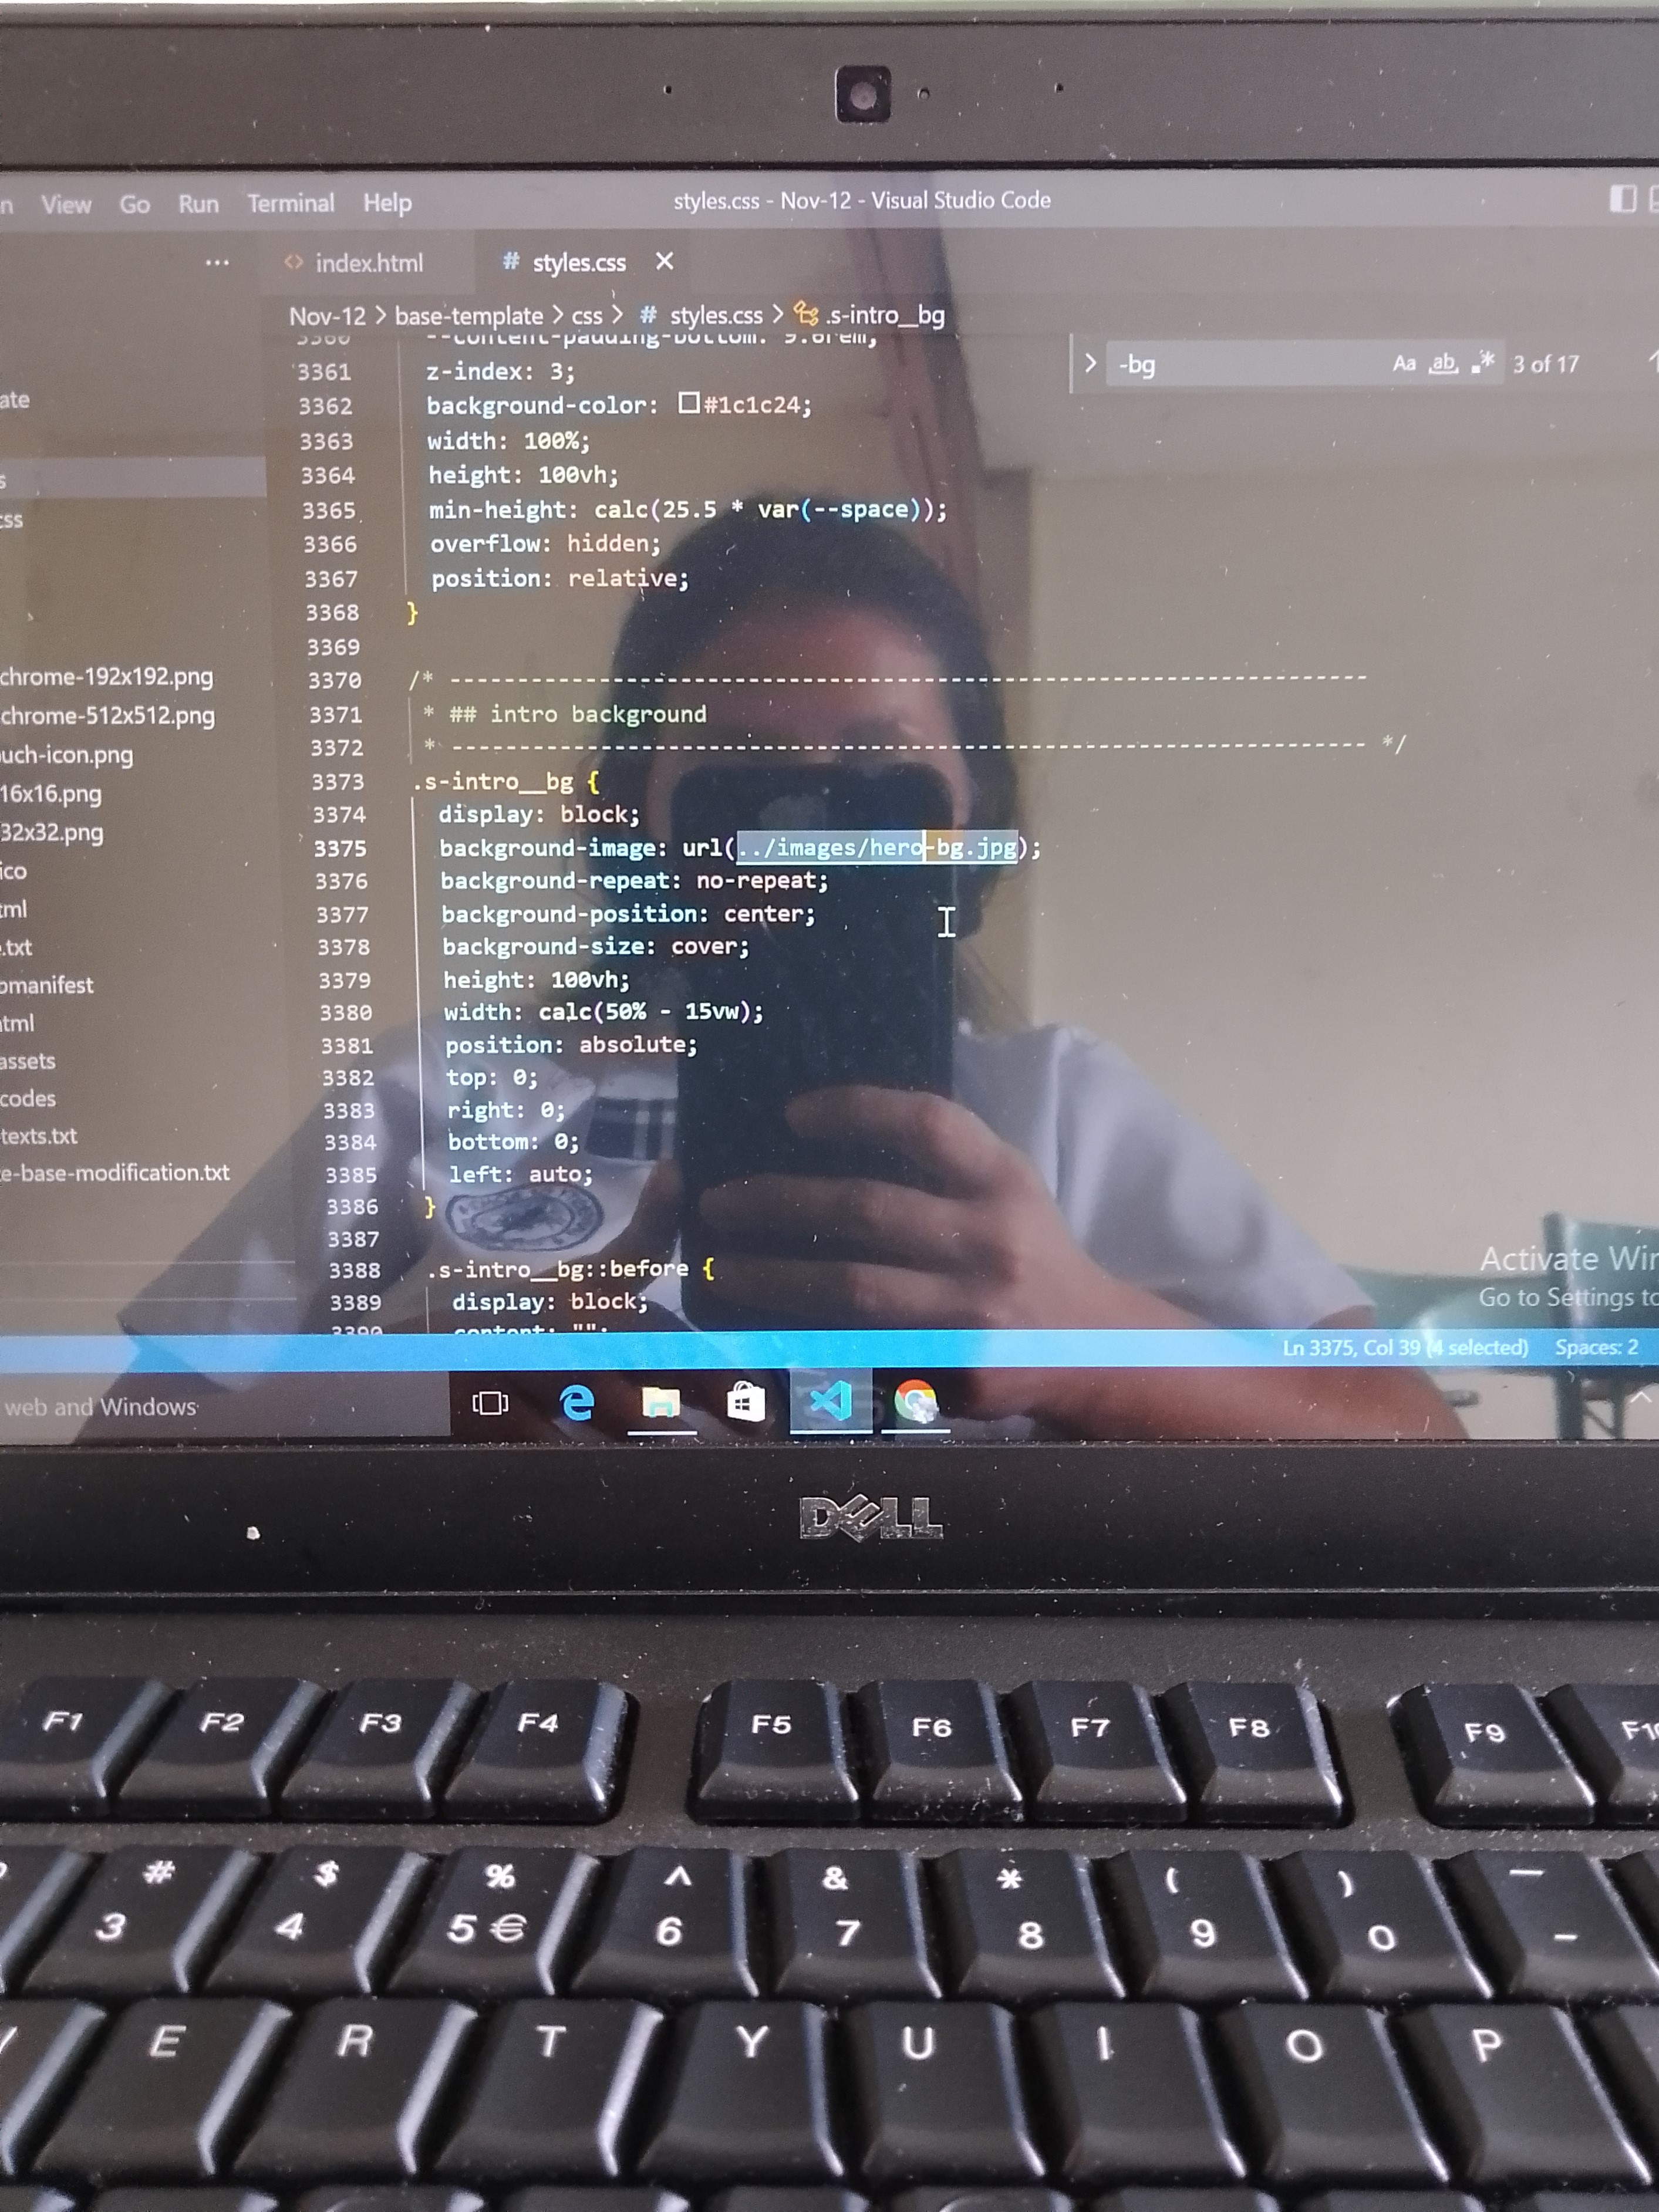 n View Go Run Terminal Help styles.css - Nov-12 - Visual Studio Code
··· <> index.html # styles.css ×
Nov-12 > base-template > css > # styles.css > .s-intro__bg
> -bg Aa ab .* 3 of 17
3360 --content-padding-bottom: 9.6rem;
3361 z-index: 3;
3362 background-color: #1c1c24;
3363 width: 100%;
3364 height: 100vh;
3365 min-height: calc(25.5 * var(--space));
3366 overflow: hidden;
3367 position: relative;
3368 }
3369
3370 /* --------------------------------------------------------------------
3371 * ## intro background
3372 * -------------------------------------------------------------------- */
3373 .s-intro__bg {
3374 display: block;
3375 background-image: url(../images/hero-bg.jpg);
3376 background-repeat: no-repeat;
3377 background-position: center;
3378 background-size: cover;
3379 height: 100vh;
3380 width: calc(50% - 15vw);
3381 position: absolute;
3382 top: 0;
3383 right: 0;
3384 bottom: 0;
3385 left: auto;
3386 }
3387
3388 .s-intro__bg::before {
3389 display: block;
3390 content: "";
ate
s
css
chrome-192x192.png
chrome-512x512.png
uch-icon.png
16x16.png
32x32.png
ico
tml
.txt
omanifest
tml
assets
codes
texts.txt
e-base-modification.txt
Activate Win
Go to Settings to
Ln 3375, Col 39 (4 selected) Spaces: 2
web and Windows
DELL
F1 F2 F3 F4 F5 F6 F7 F8 F9 F10
# $ % ^ & * ( ) _
3 4 5 € 6 7 8 9 0 -
E R T Y U I O P